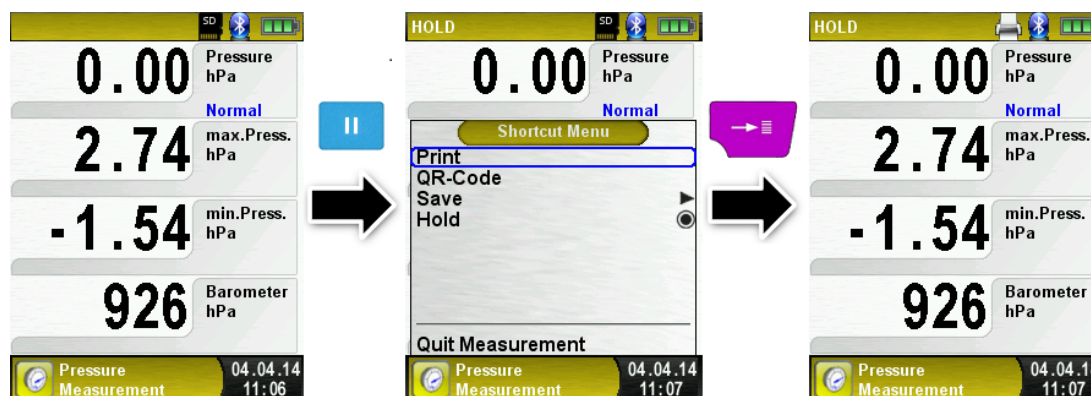 SD
0.00 Pressure
hPa
Normal
2.74 max.Press.
hPa
-1.54 min.Press.
hPa
926 Barometer
hPa
Pressure 04.04.14
Measurement 11:06
HOLD SD
0.00 Pressure
hPa
Normal
Shortcut Menu
Print
QR-Code
Save
Hold
Quit Measurement
Pressure 04.04.14
Measurement 11:07
HOLD
0.00 Pressure
hPa
Normal
2.74 max.Press.
hPa
-1.54 min.Press.
hPa
926 Barometer
hPa
Pressure 04.04.1
Measurement 11:07